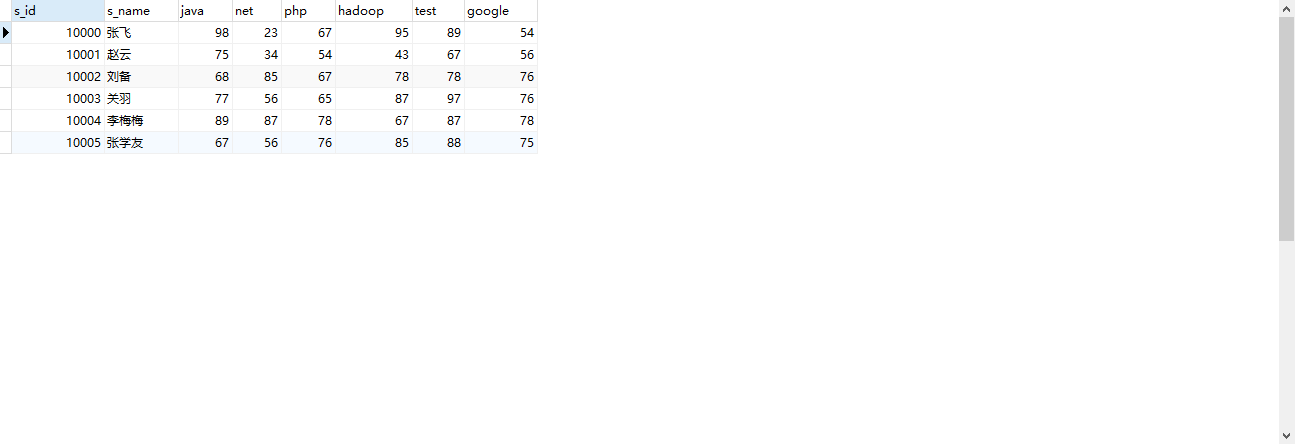 s_id s_name java net php hadoop test google
10000 张飞 98 23 67 95 89 54
10001 赵云 75 34 54 43 67 56
10002 刘备 68 85 67 78 78 76
10003 关羽 77 56 65 87 97 76
10004 李梅梅 89 87 78 67 87 78
10005 张学友 67 56 76 85 88 75